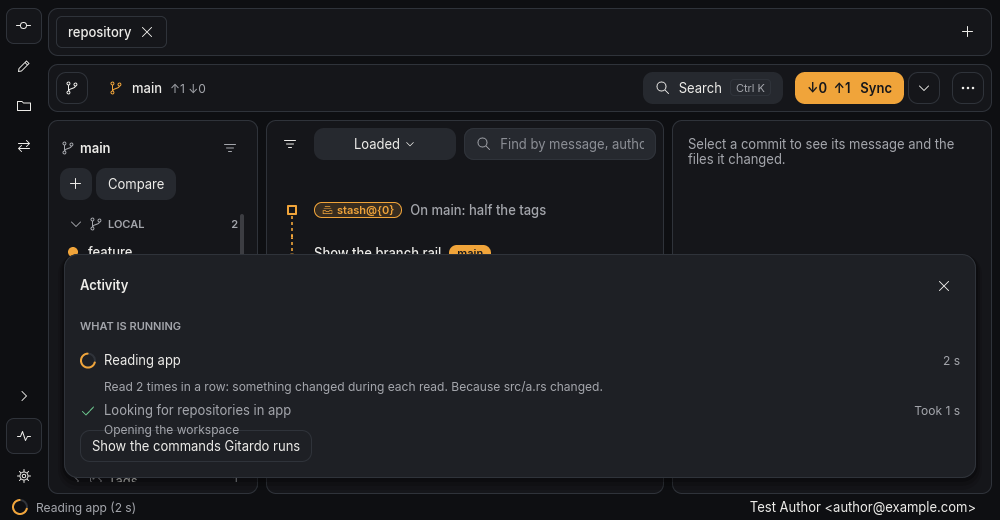 repository
main ↑1 ↓0
Search Ctrl K
↓0 ↑1 Sync
main
Compare
LOCAL 2
feature
Loaded
Find by message, autho
stash@{0} On main: half the tags
Show the branch rail main
Select a commit to see its message and the
files it changed.
Activity
WHAT IS RUNNING
Reading app 2 s
Read 2 times in a row: something changed during each read. Because src/a.rs changed.
Looking for repositories in app Took 1 s
Opening the workspace
Show the commands Gitardo runs
Tags
Reading app (2 s)
Test Author <author@example.com>